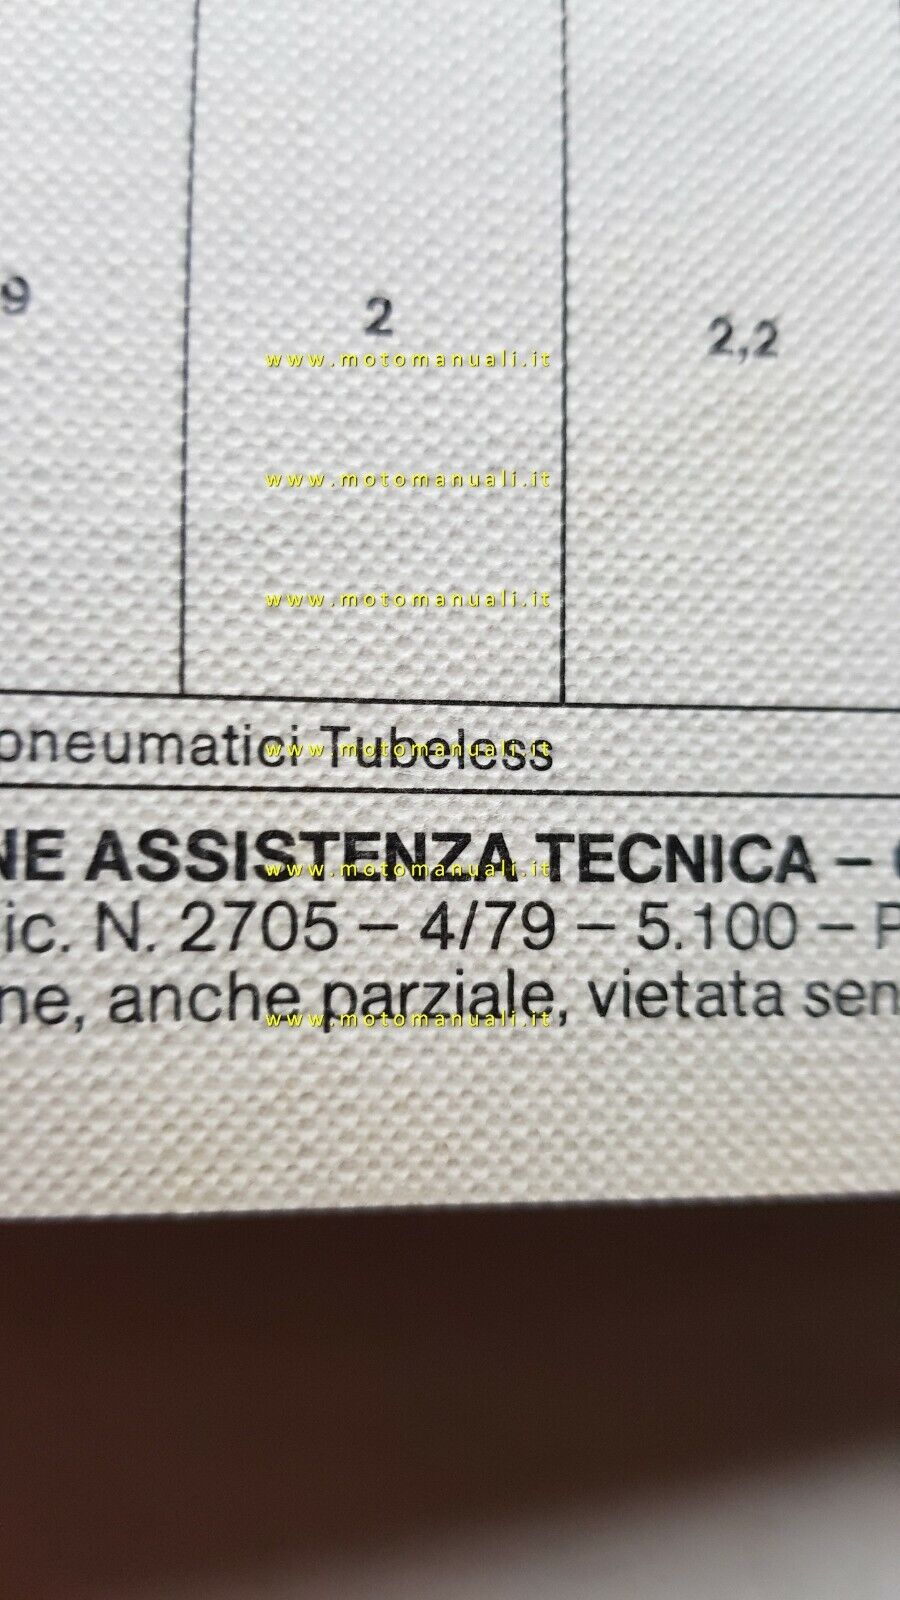 9 2 2,2
www.motomanuali.it
www.motomanuali.it
www.motomanuali.it
pneumatici Tubeless
www.motomanuali.it
NE ASSISTENZA TECNICA –
www.motomanuali.it
ic. N. 2705 – 4/79 – 5.100 – P
ne, anche parziale, vietata sen
www.motomanuali.it